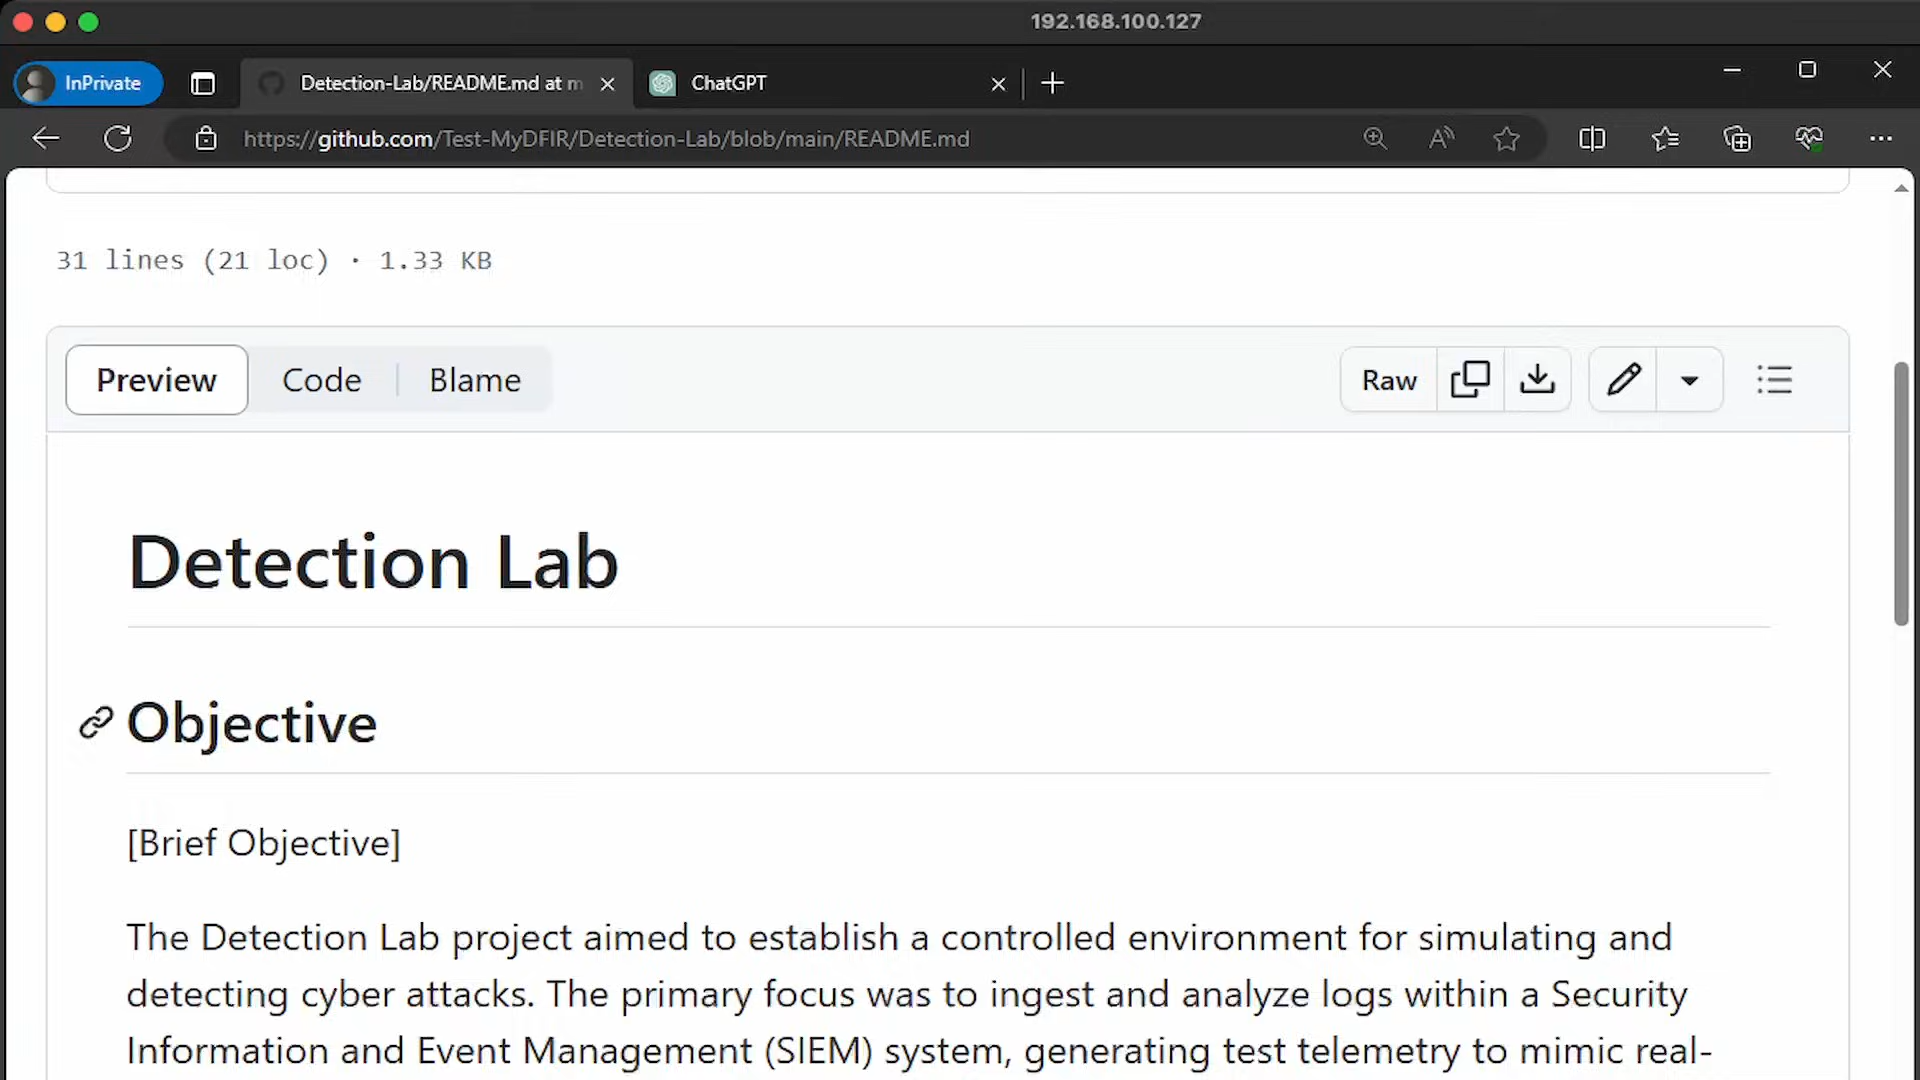 192.168.100.127
InPrivate
Detection-Lab/README.md at m
ChatGPT
https://github.com/Test-MyDFIR/Detection-Lab/blob/main/README.md
31 lines (21 loc) · 1.33 KB
Preview
Code
Blame
Raw
Detection Lab
Objective
[Brief Objective]
The Detection Lab project aimed to establish a controlled environment for simulating and
detecting cyber attacks. The primary focus was to ingest and analyze logs within a Security
Information and Event Management (SIEM) system, generating test telemetry to mimic real-